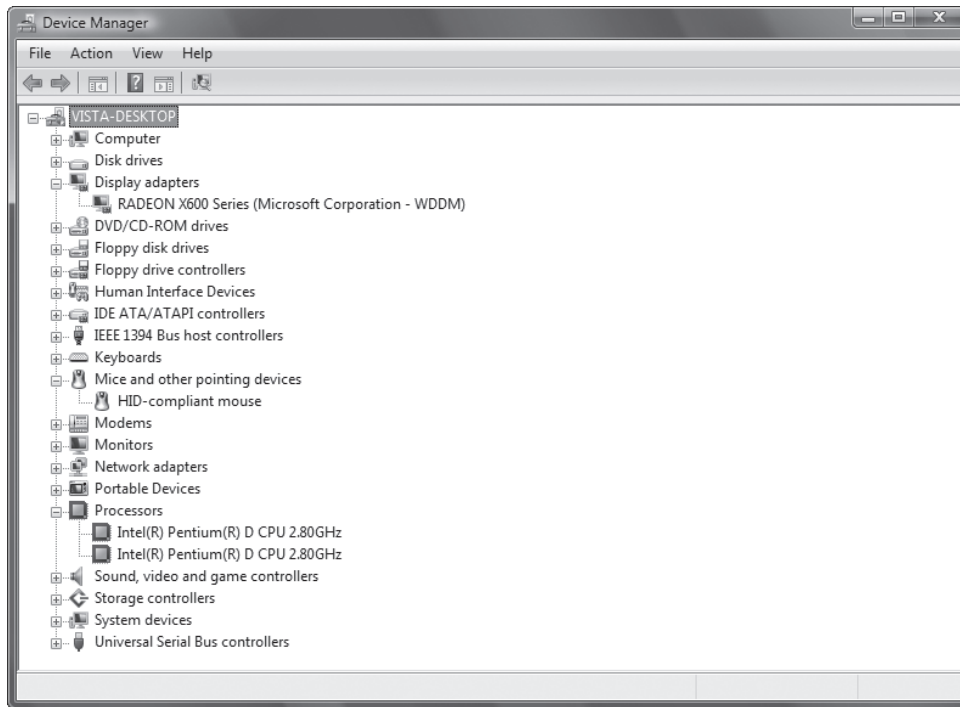 Device Manager
File Action View Help
VISTA-DESKTOP
Computer
Disk drives
Display adapters
RADEON X600 Series (Microsoft Corporation - WDDM)
DVD/CD-ROM drives
Floppy disk drives
Floppy drive controllers
Human Interface Devices
IDE ATA/ATAPI controllers
IEEE 1394 Bus host controllers
Keyboards
Mice and other pointing devices
HID-compliant mouse
Modems
Monitors
Network adapters
Portable Devices
Processors
Intel(R) Pentium(R) D CPU 2.80GHz
Intel(R) Pentium(R) D CPU 2.80GHz
Sound, video and game controllers
Storage controllers
System devices
Universal Serial Bus controllers